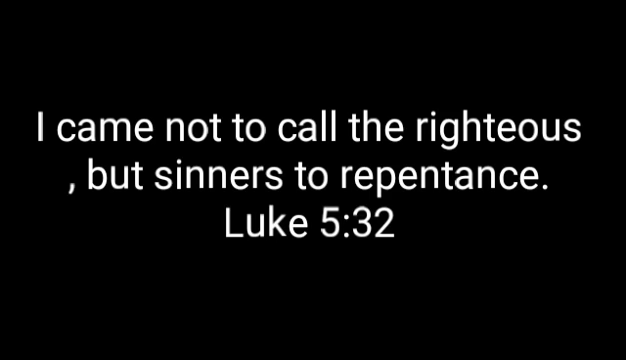 I came not to call the righteous
, but sinners to repentance.
Luke 5:32